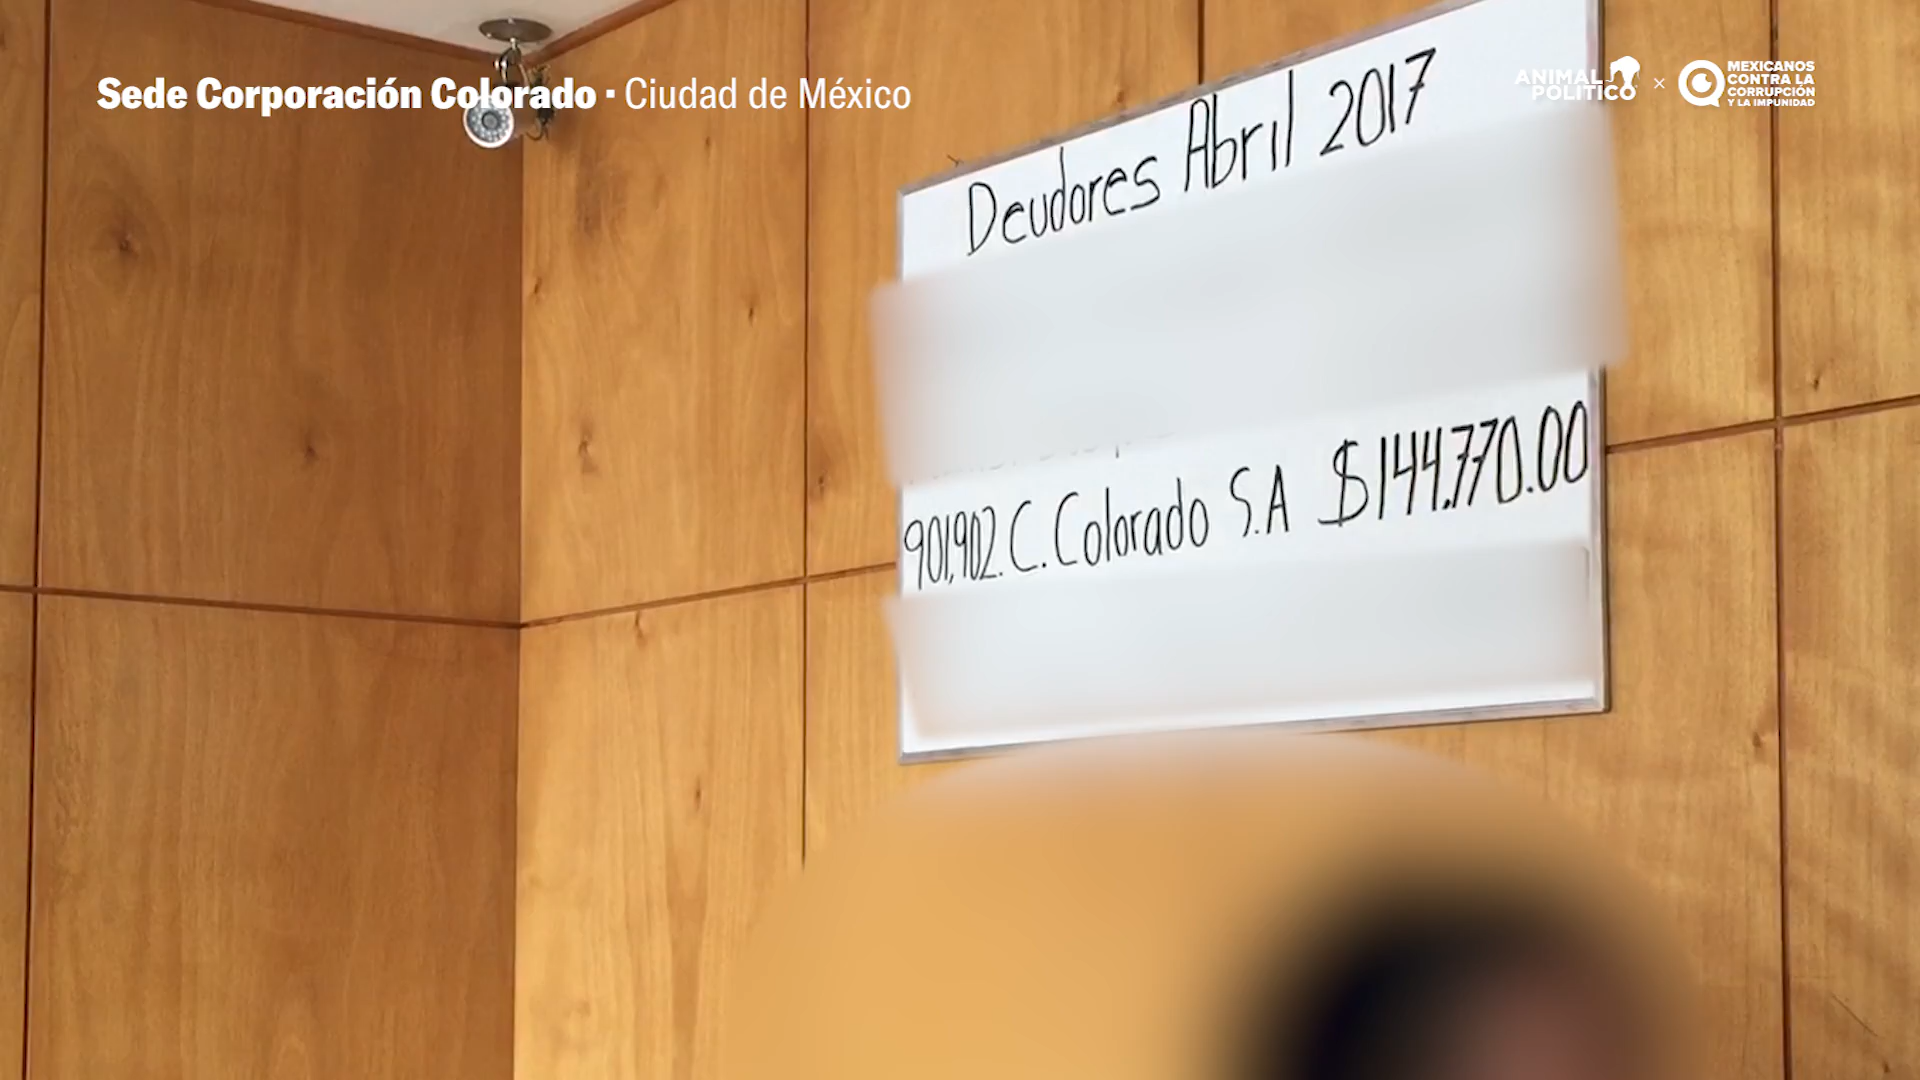 Sede Corporación Colorado · Ciudad de México
ANIMAL
POLÍTICO
×
MEXICANOS
CONTRA LA
CORRUPCIÓN
Y LA IMPUNIDAD
Deudores Abril 2017
901,902. C. Colorado S.A $144.770.00